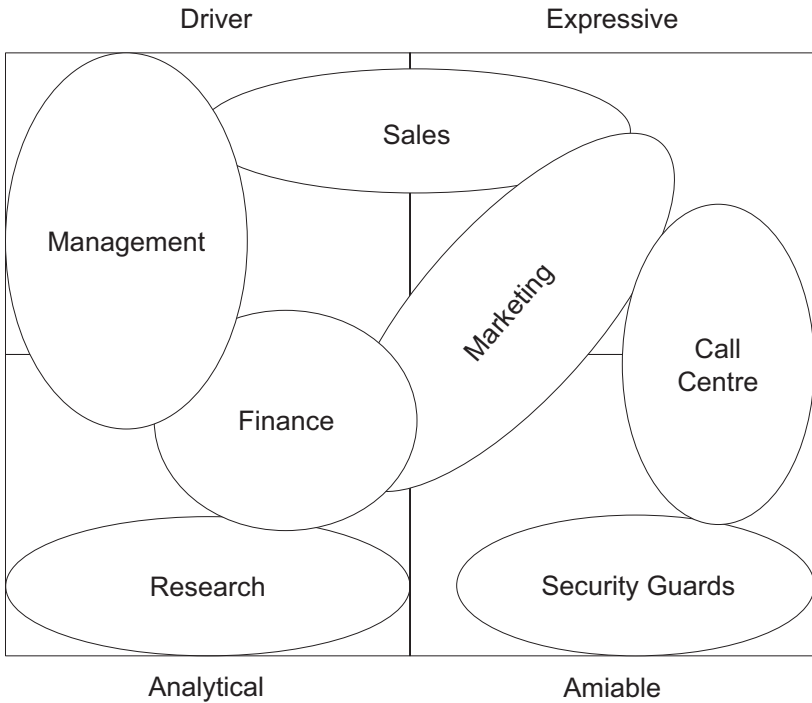 Driver
Expressive
Sales
Management
Marketing
Call
Centre
Finance
Research
Security Guards
Analytical
Amiable